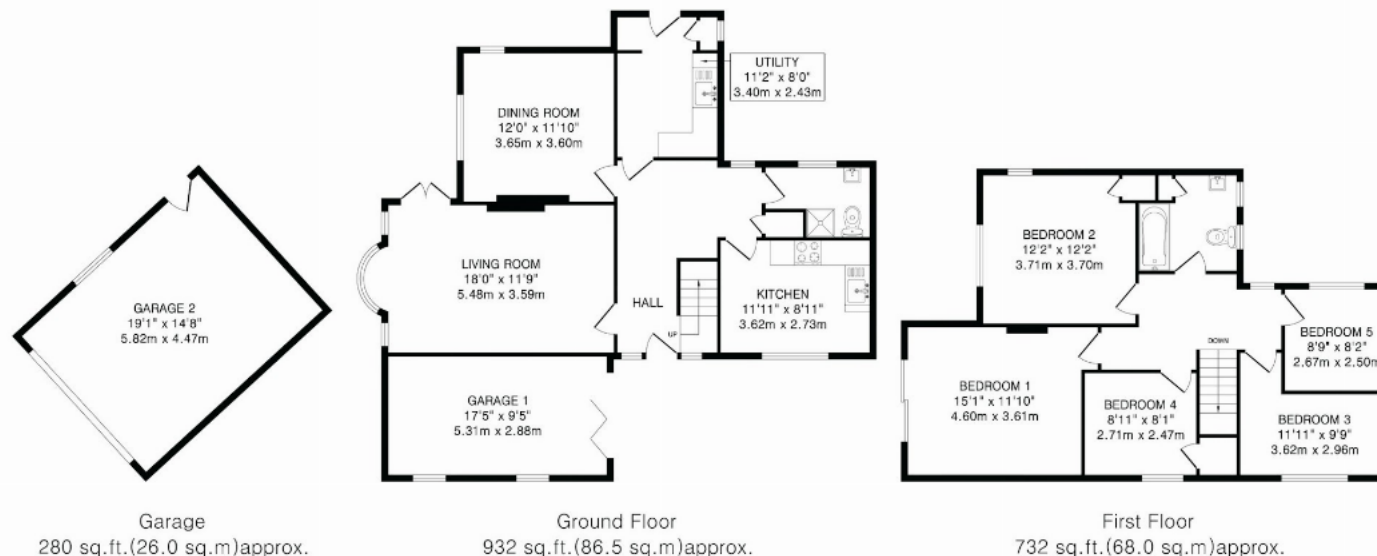 UTILITY
11'2" x 8'0"
3.40m x 2.43m
DINING ROOM
12'0" x 11'10"
3.65m x 3.60m
GARAGE 2
19'1" x 14'8"
5.82m x 4.47m
LIVING ROOM
18'0" x 11'9"
5.48m x 3.59m
HALL
UP
KITCHEN
11'11" x 8'11"
3.62m x 2.73m
GARAGE 1
17'5" x 9'5"
5.31m x 2.88m
BEDROOM 2
12'2" x 12'2"
3.71m x 3.70m
DOWN
BEDROOM 5
8'9" x 8'2"
2.67m x 2.50m
BEDROOM 1
15'1" x 11'10"
4.60m x 3.61m
BEDROOM 4
8'11" x 8'1"
2.71m x 2.47m
BEDROOM 3
11'11" x 9'9"
3.62m x 2.96m
Garage
280 sq.ft.(26.0 sq.m)approx.
Ground Floor
932 sq.ft.(86.5 sq.m)approx.
First Floor
732 sq.ft.(68.0 sq.m)approx.